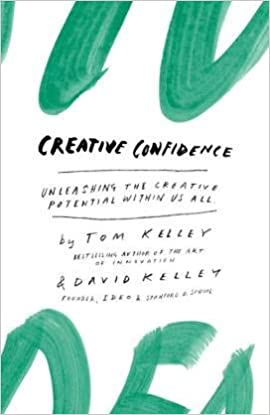 CREATIVE CONFIDENCE
UNLEASHING THE CREATIVE
POTENTIAL WITHIN US ALL.
by TOM KELLEY
BESTSELLING AUTHOR OF THE ART
OF INNOVATION
& DAVID KELLEY
FOUNDER, IDEO & STANFORD D. SCHOOL